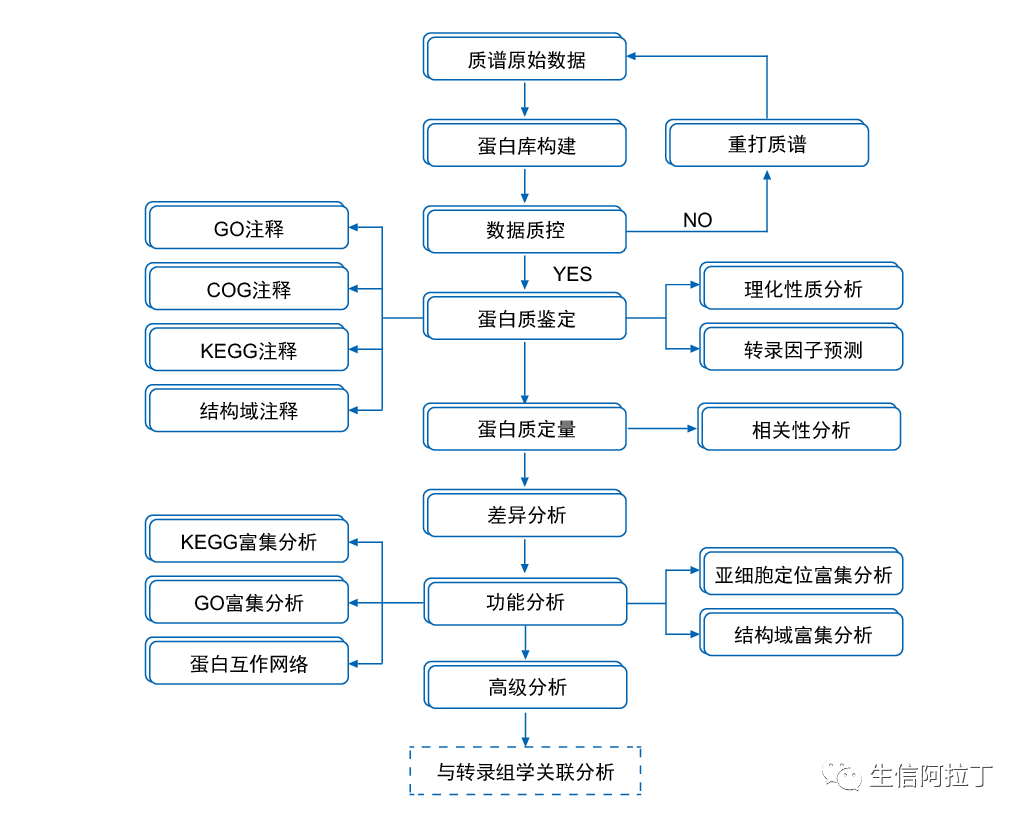 质谱原始数据
蛋白库构建
重打质谱
数据质控
NO
YES
GO注释
COG注释
KEGG注释
结构域注释
蛋白质鉴定
理化性质分析
转录因子预测
蛋白质定量
相关性分析
差异分析
KEGG富集分析
GO富集分析
蛋白互作网络
功能分析
亚细胞定位富集分析
结构域富集分析
高级分析
与转录组学关联分析
生信阿拉丁